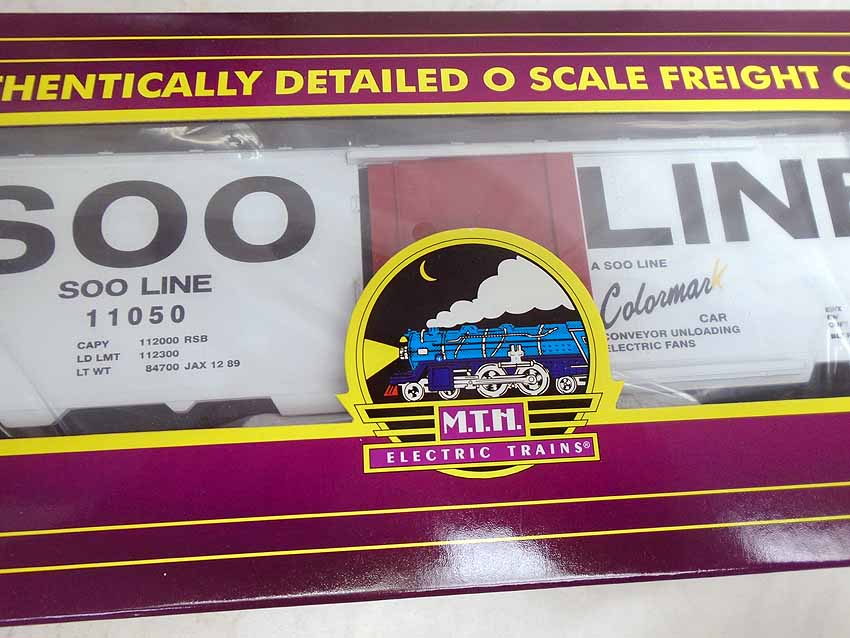 THENTICALLY DETAILED O SCALE FREIGHT C
SOO LINE
SOO LINE
11050
CAPY 112000 RSB
LD LMT 112300
LT WT 84700 JAX 12 89
A SOO LINE
Colormark
CAR
CONVEYOR UNLOADING
ELECTRIC FANS
M.T.H.
ELECTRIC TRAINS®